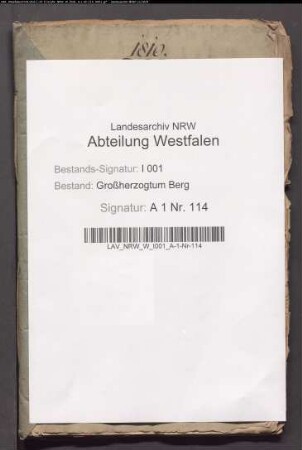 1810.
Landesarchiv NRW
Abteilung Westfalen
Bestands-Signatur: I 001
Bestand: Großherzogtum Berg
Signatur: A 1 Nr. 114
LAV_NRW_W_I001_A-1-Nr-114